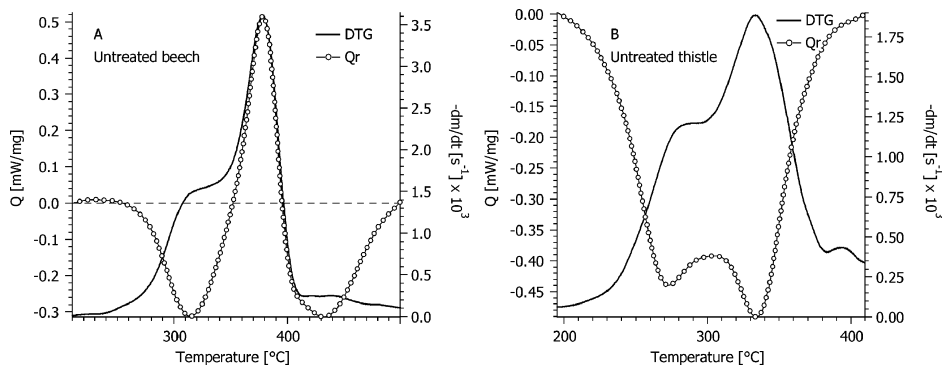 A
Untreated beech
DTG
Qr
Q [mW/mg]
0.5
0.4
0.3
0.2
0.1
0.0
-0.1
-0.2
-0.3
300
400
Temperature [°C]
3.5
3.0
2.5
2.0
1.5
1.0
0.5
0.0
-dm/dt [s⁻¹] x 10³
B
Untreated thistle
DTG
Qr
Q [mW/mg]
0.00
-0.05
-0.10
-0.15
-0.20
-0.25
-0.30
-0.35
-0.40
-0.45
200
300
400
Temperature [°C]
1.75
1.50
1.25
1.00
0.75
0.50
0.25
0.00
-dm/dt [s⁻¹] x 10³